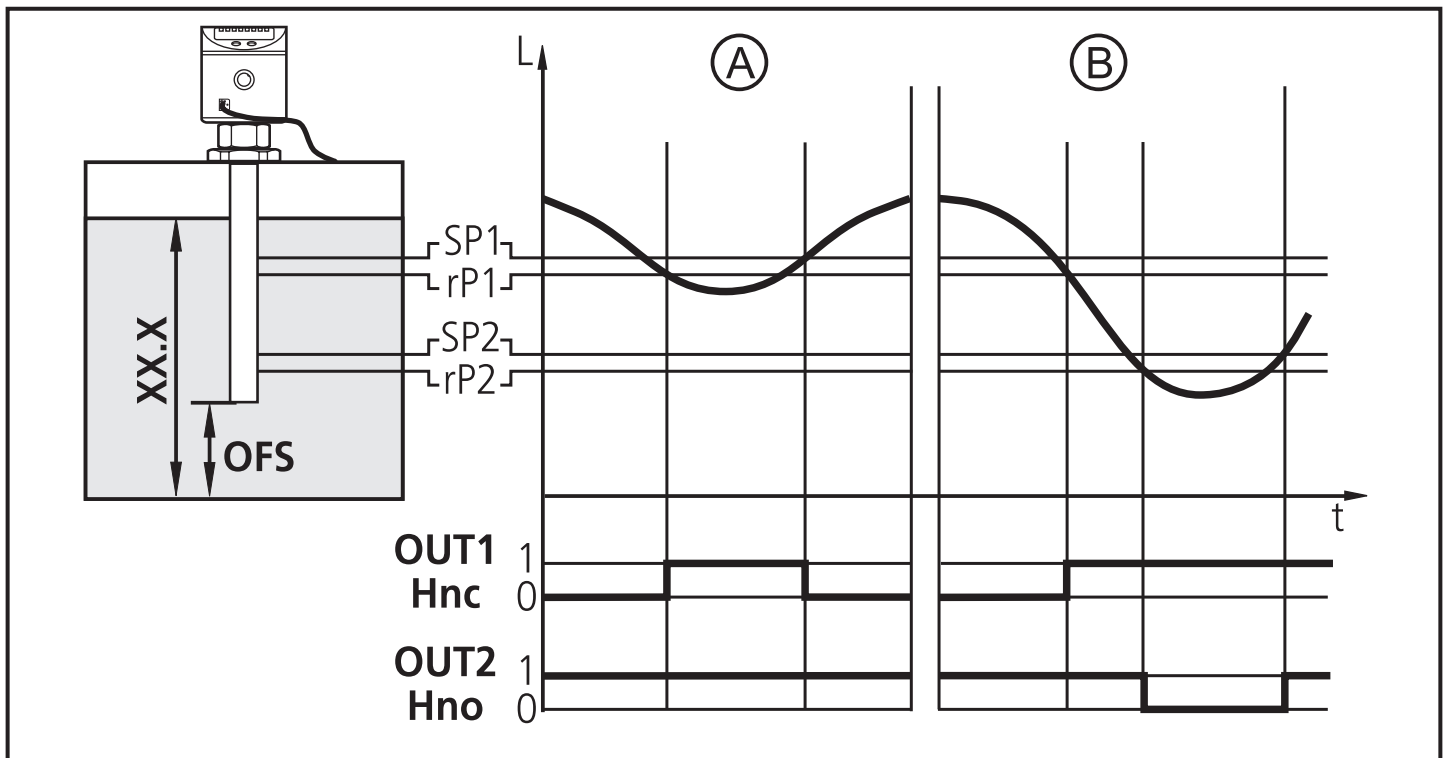 L
A
B
SP1
rP1
SP2
rP2
XX.X
OFS
t
OUT1 1
Hnc 0
OUT2 1
Hno 0